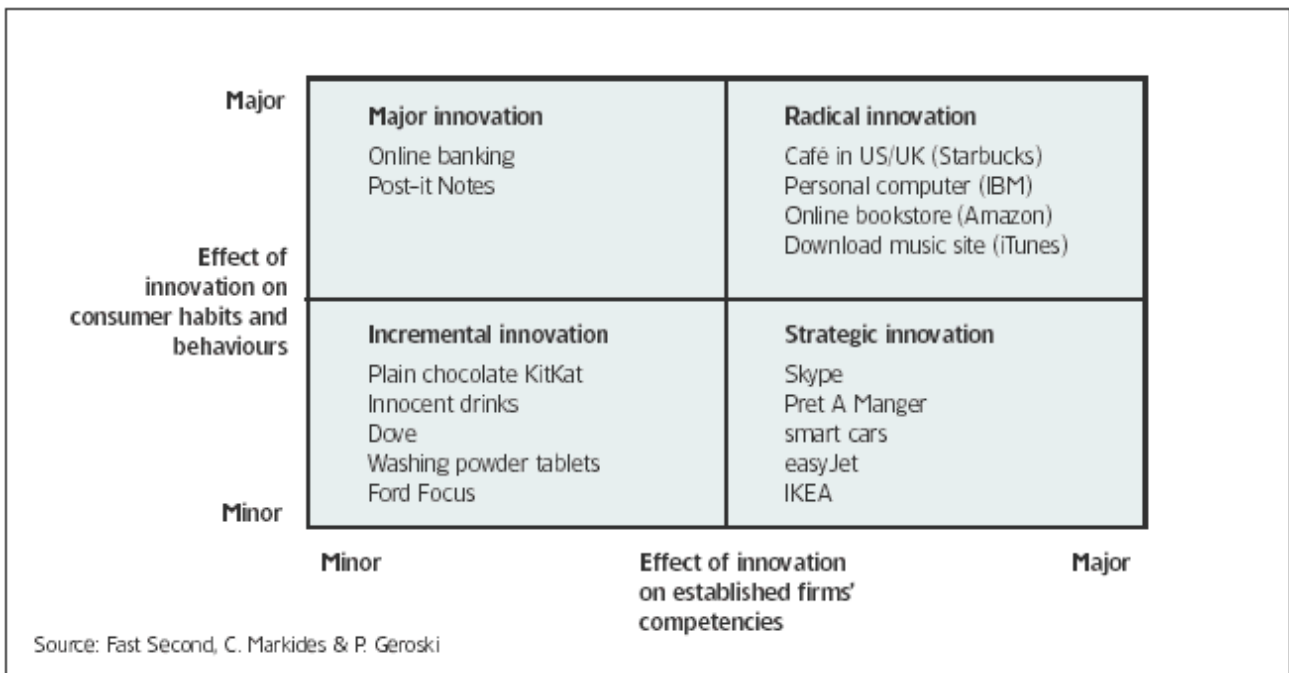 Major
Major innovation
Online banking
Post-it Notes
Radical innovation
Café in US/UK (Starbucks)
Personal computer (IBM)
Online bookstore (Amazon)
Download music site (iTunes)
Effect of
innovation on
consumer habits and
behaviours
Incremental innovation
Plain chocolate KitKat
Innocent drinks
Dove
Washing powder tablets
Ford Focus
Strategic innovation
Skype
Pret A Manger
smart cars
easyJet
IKEA
Minor
Minor
Effect of innovation
on established firms'
competencies
Major
Source: Fast Second, C. Markides & P. Geroski